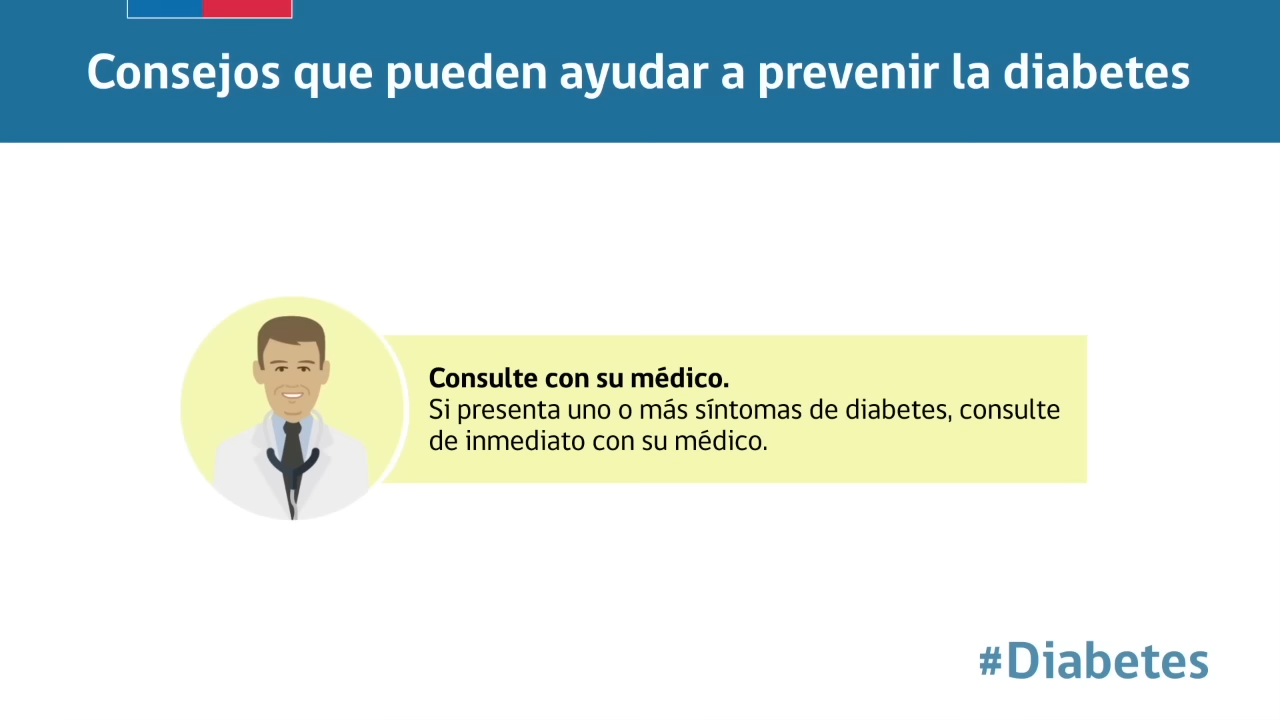 Consejos que pueden ayudar a prevenir la diabetes
Consulte con su médico.
Si presenta uno o más síntomas de diabetes, consulte
de inmediato con su médico.
#Diabetes